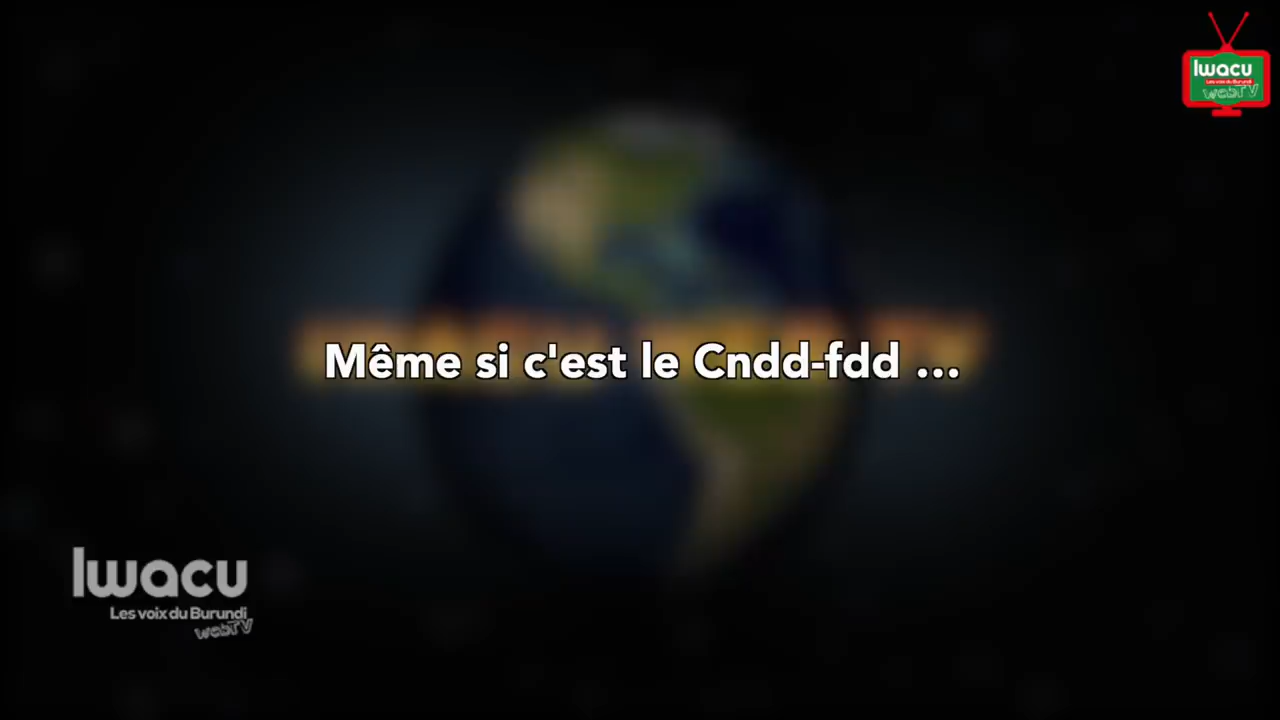 Iwacu
Les voix du Burundi
webTV
Même si c'est le Cndd-fdd ...
Iwacu
Les voix du Burundi
webTV